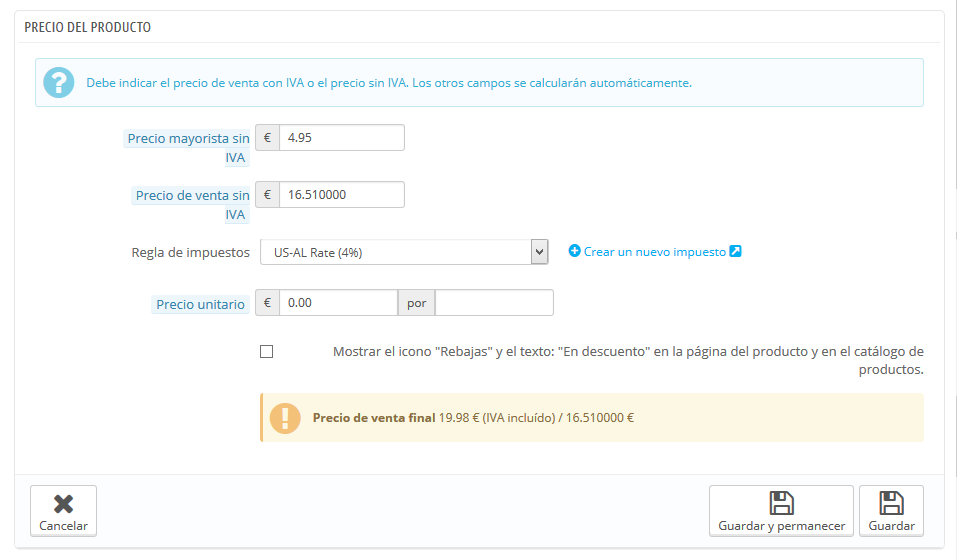 PRECIO DEL PRODUCTO
Debe indicar el precio de venta con IVA o el precio sin IVA. Los otros campos se calcularán automáticamente.
Precio mayorista sin
IVA
€ 4.95
Precio de venta sin
IVA
€ 16.510000
Regla de impuestos US-AL Rate (4%) Crear un nuevo impuesto
Precio unitario € 0.00 por
Mostrar el icono "Rebajas" y el texto: "En descuento" en la página del producto y en el catálogo de
productos.
Precio de venta final 19.98 € (IVA incluído) / 16.510000 €
Cancelar Guardar y permanecer Guardar